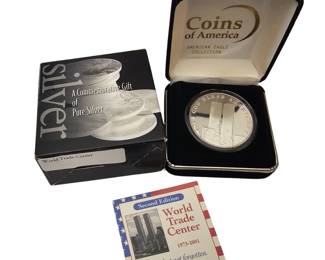 silver
A Commemorative Gift
of
Pure Silver
World Trade Center
Coins
of America
AMERICAN EAGLE
COLLECTION
Second Edition
World
Trade
Center
1973-2001
forgotten